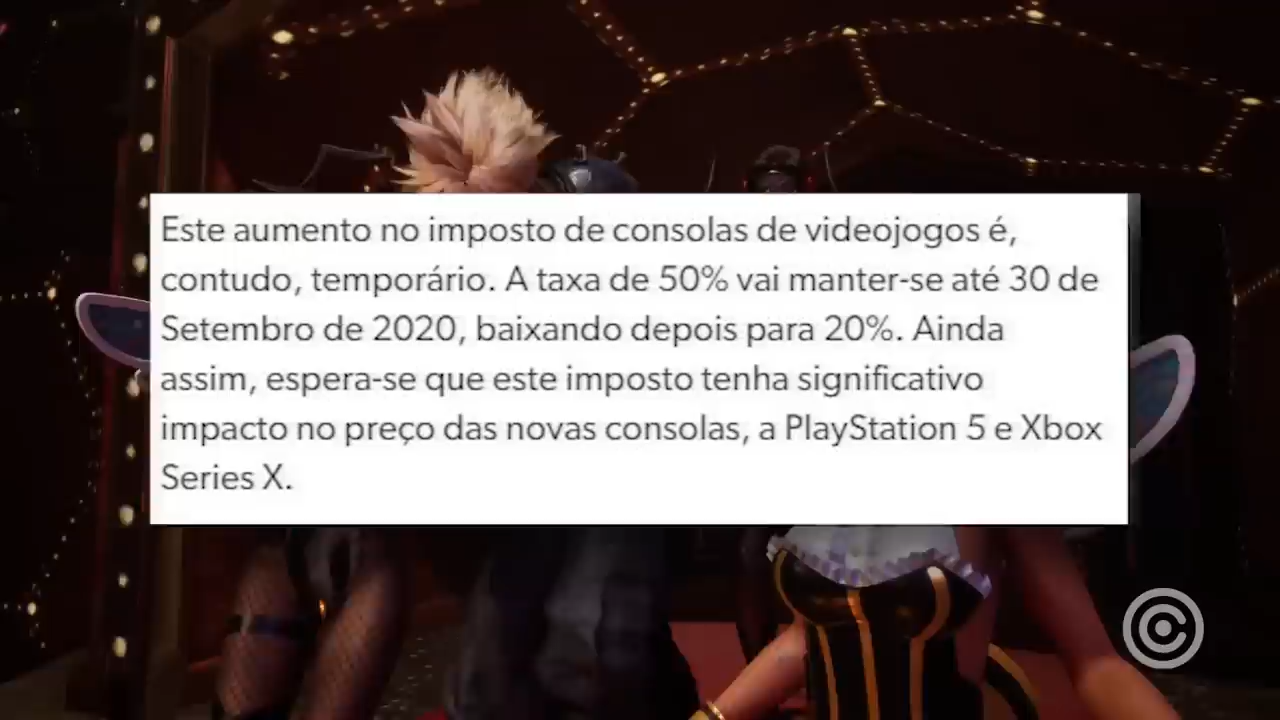 Este aumento no imposto de consolas de videojogos é,
contudo, temporário. A taxa de 50% vai manter-se até 30 de
Setembro de 2020, baixando depois para 20%. Ainda
assim, espera-se que este imposto tenha significativo
impacto no preço das novas consolas, a PlayStation 5 e Xbox
Series X.